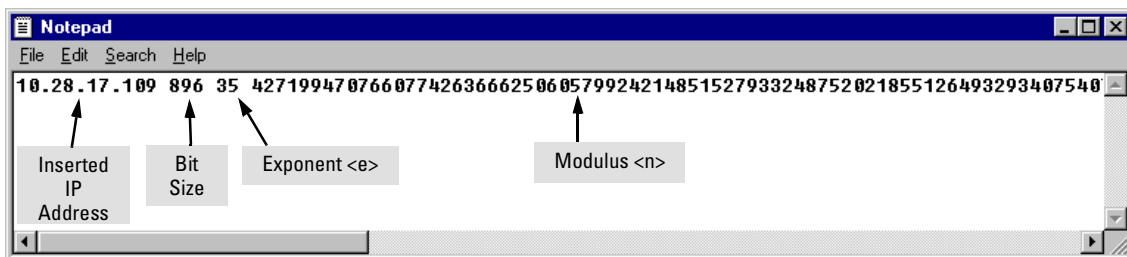 Notepad
File Edit Search Help
10.28.17.109 896 35 427199470766077426366625060579924214851527933248752021855126493293407540
Inserted IP Address
Bit Size
Exponent <e>
Modulus <n>